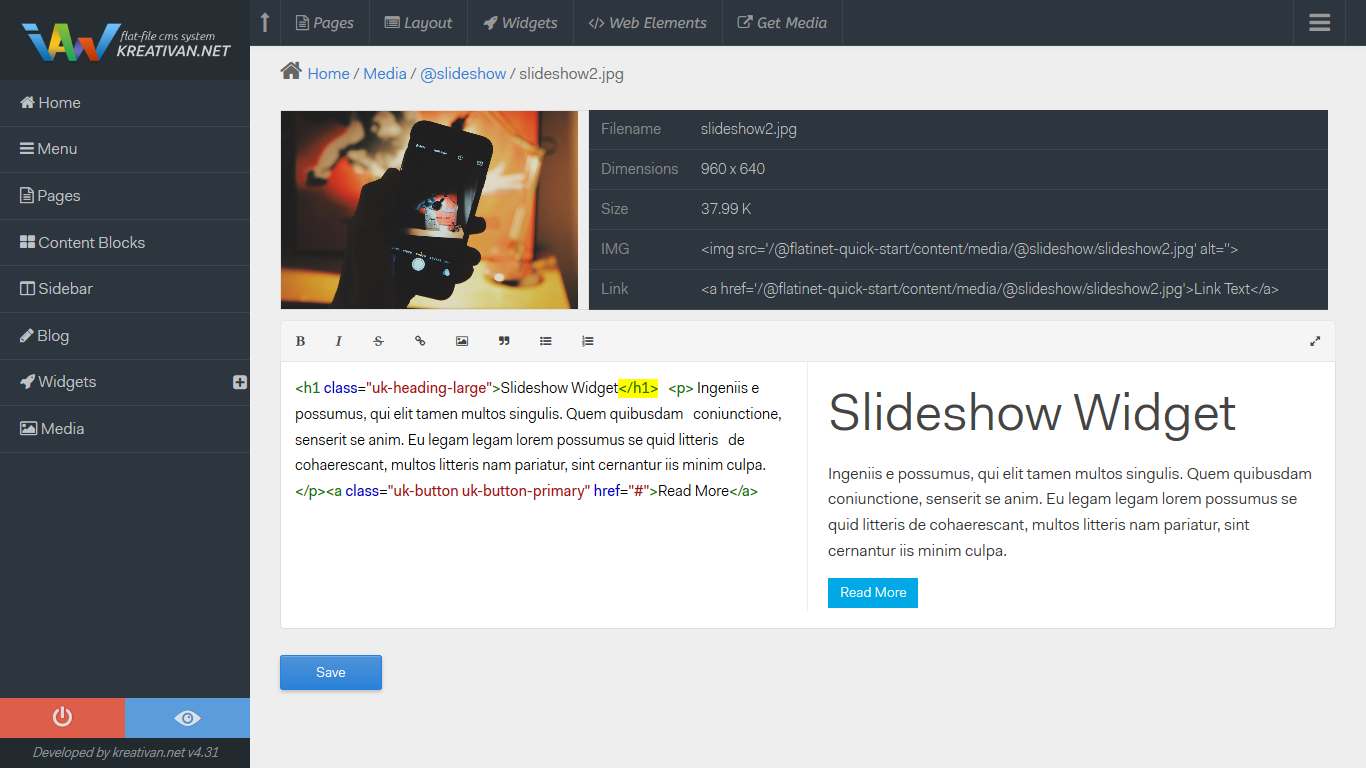 flat-file cms system
KREATIVAN.NET
Pages
Layout
Widgets
Web Elements
Get Media
Home
Menu
Pages
Content Blocks
Sidebar
Blog
Widgets
Media
Developed by kreativan.net v4.31
Home / Media / @slideshow / slideshow2.jpg
Filename slideshow2.jpg
Dimensions 960 x 640
Size 37.99 K
IMG <img src='/@flatinet-quick-start/content/media/@slideshow/slideshow2.jpg' alt=''>
Link <a href='/@flatinet-quick-start/content/media/@slideshow/slideshow2.jpg'>Link Text</a>
B I S
<h1 class="uk-heading-large">Slideshow Widget</h1> <p> Ingeniis e
possumus, qui elit tamen multos singulis. Quem quibusdam coniunctione,
senserit se anim. Eu legam legam lorem possumus se quid litteris de
cohaerescant, multos litteris nam pariatur, sint cernantur iis minim culpa.
</p><a class="uk-button uk-button-primary" href="#">Read More</a>
Slideshow Widget
Ingeniis e possumus, qui elit tamen multos singulis. Quem quibusdam
coniunctione, senserit se anim. Eu legam legam lorem possumus se
quid litteris de cohaerescant, multos litteris nam pariatur, sint
cernantur iis minim culpa.
Read More
Save